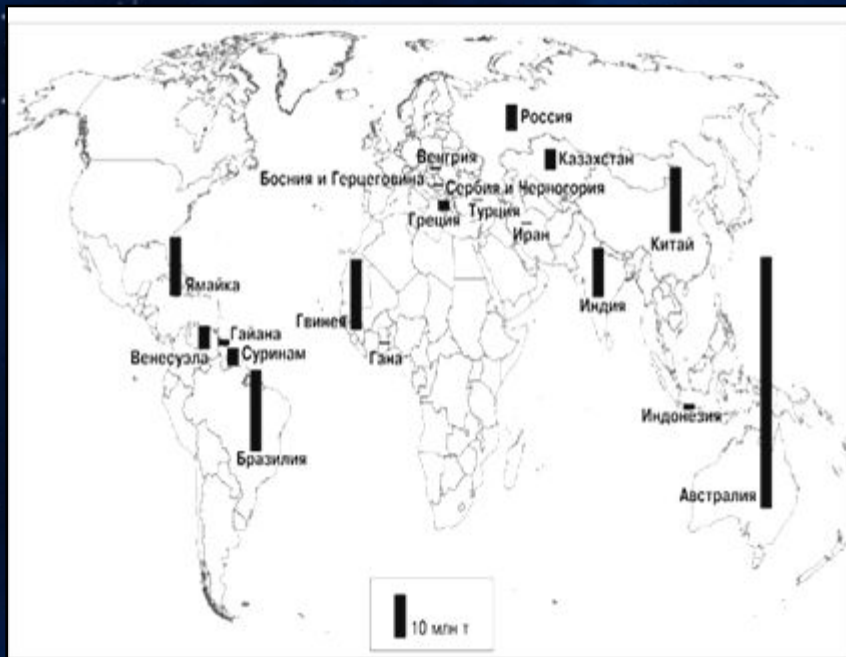 Россия
Венгрия
Казахстан
Босния и Герцеговина
Сербия и Черногория
Греция
Турция
Иран
Китай
Ямайка
Индия
Гвинея
Гайана
Венесуэла
Суринам
Гана
Индонезия
Бразилия
Австралия
10 млн т